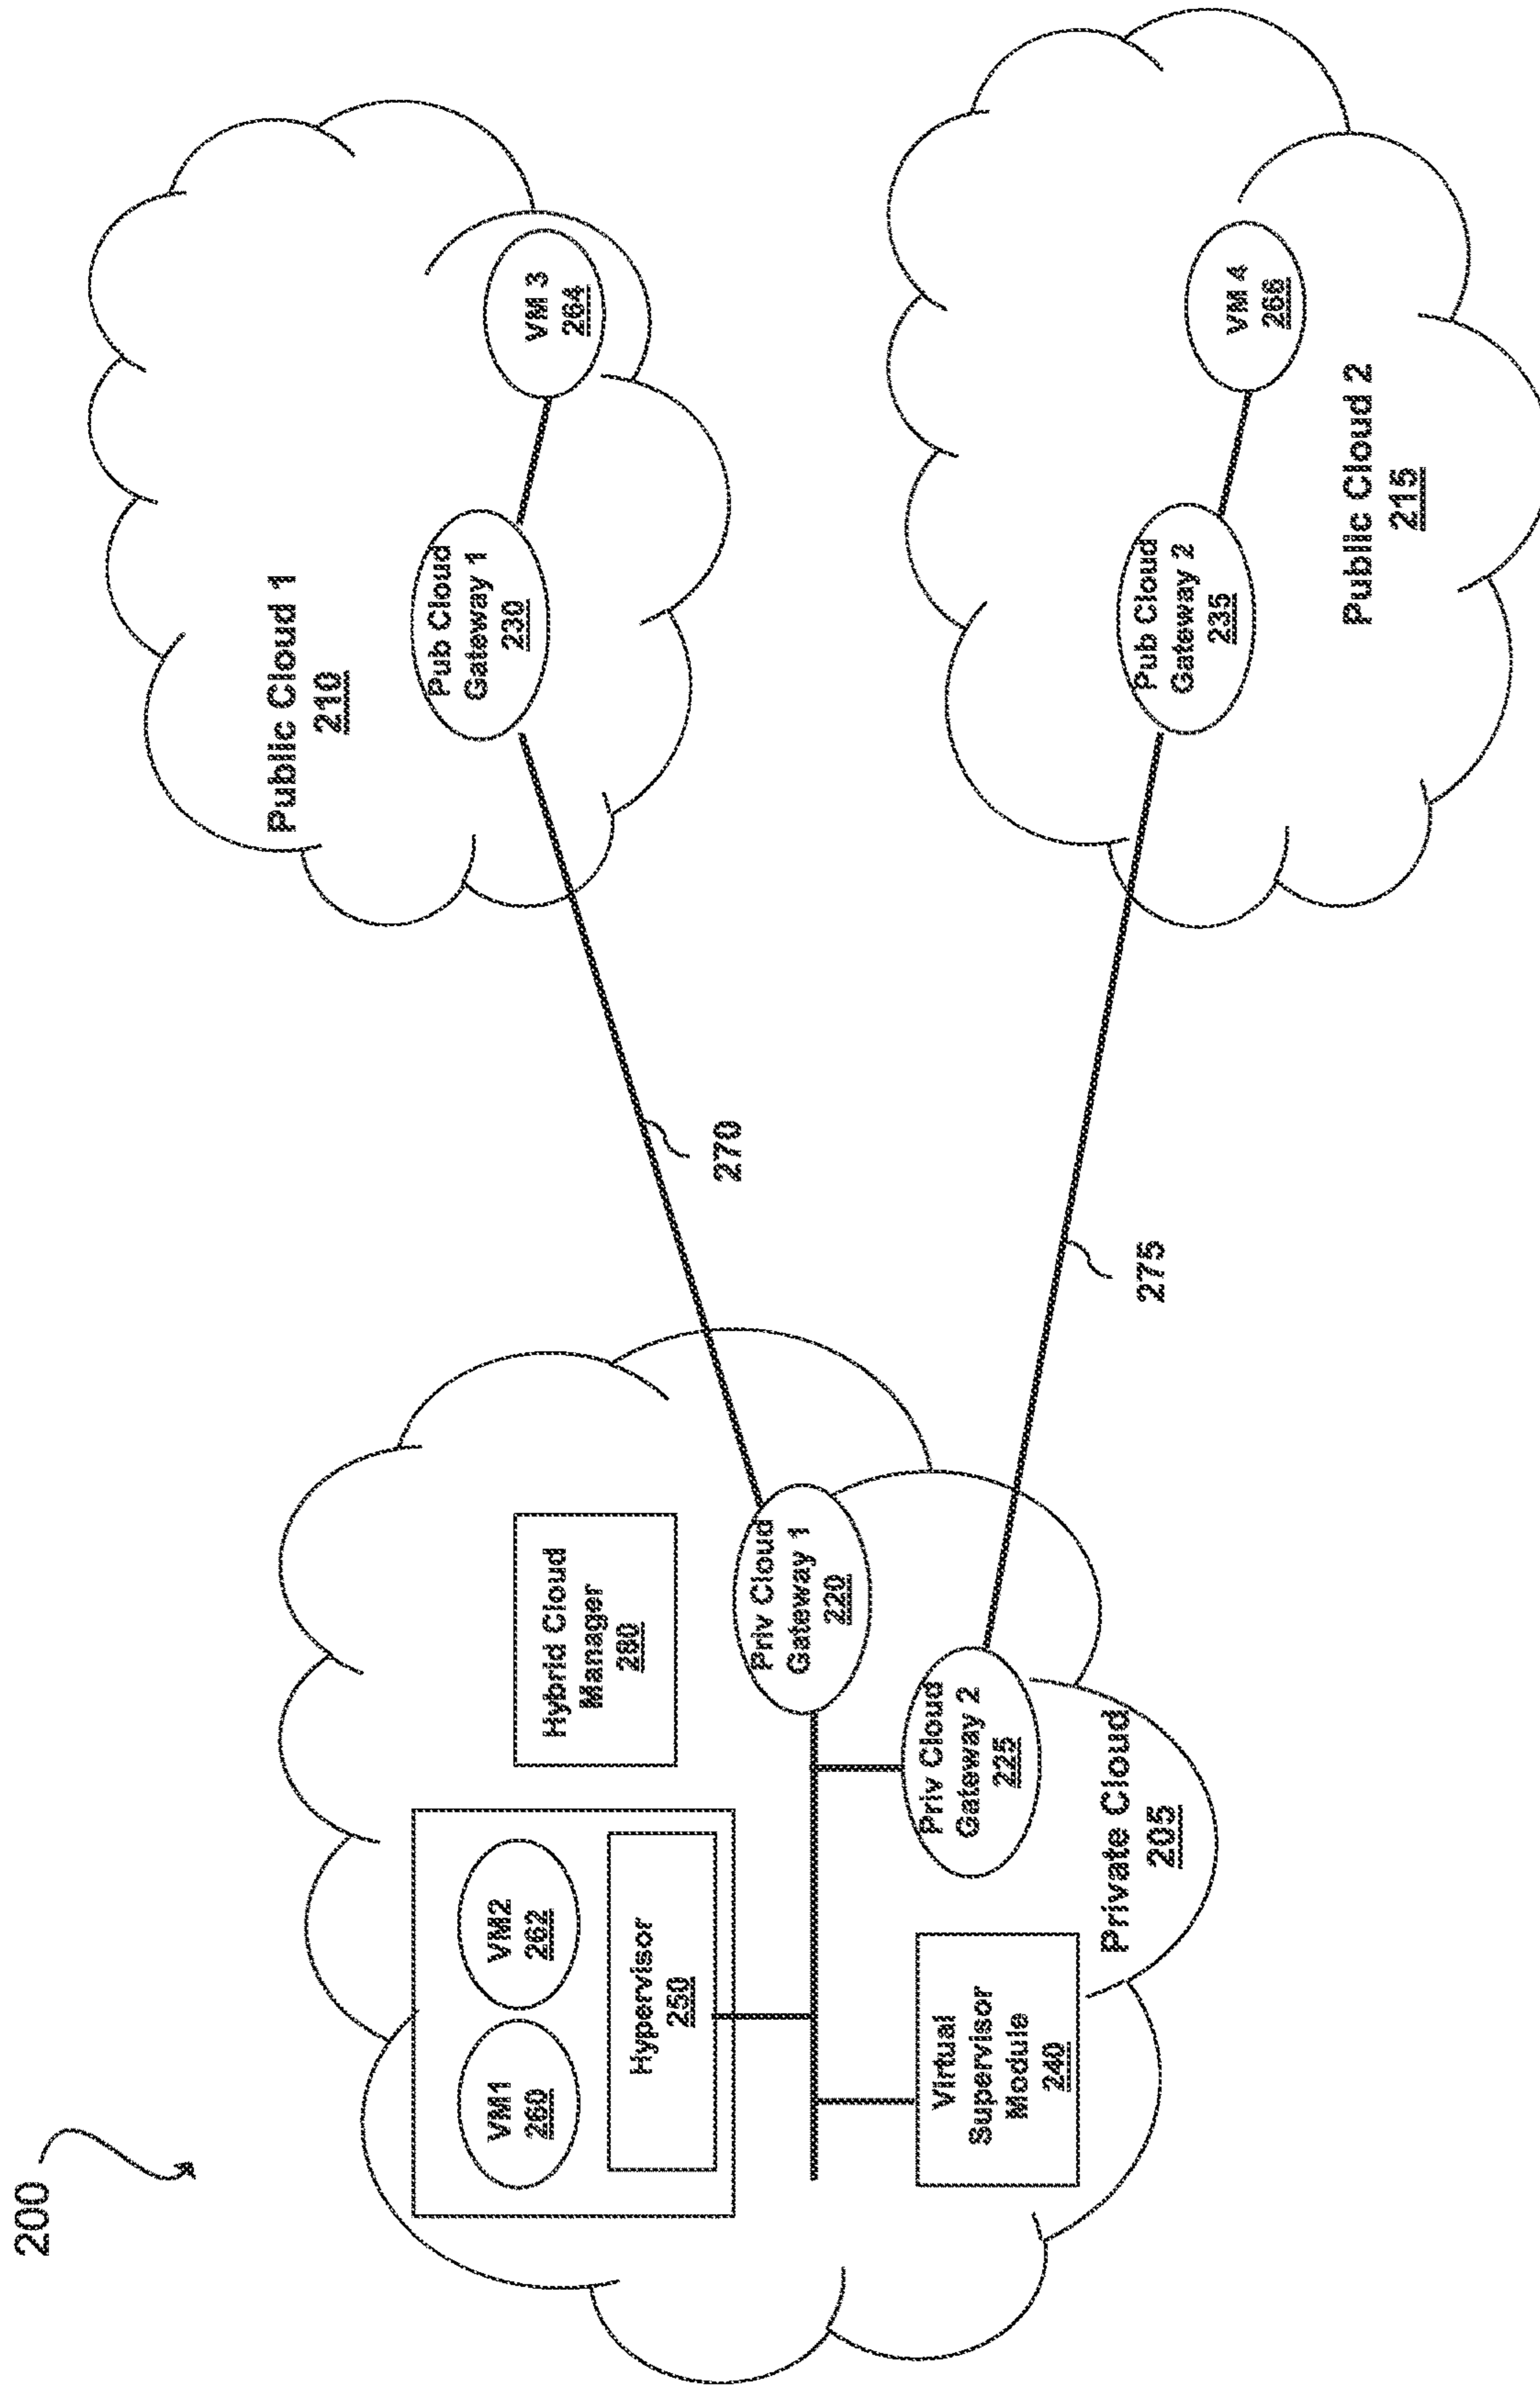 200
VM1
260
VM2
262
Hypervisor
250
Hybrid Cloud
Manager
280
Virtual
Supervisor
Module
240
Priv Cloud
Gateway 1
220
Priv Cloud
Gateway 2
225
Private Cloud
205
270
275
Public Cloud 1
210
Pub Cloud
Gateway 1
230
VM 3
264
Pub Cloud
Gateway 2
235
VM 4
266
Public Cloud 2
215